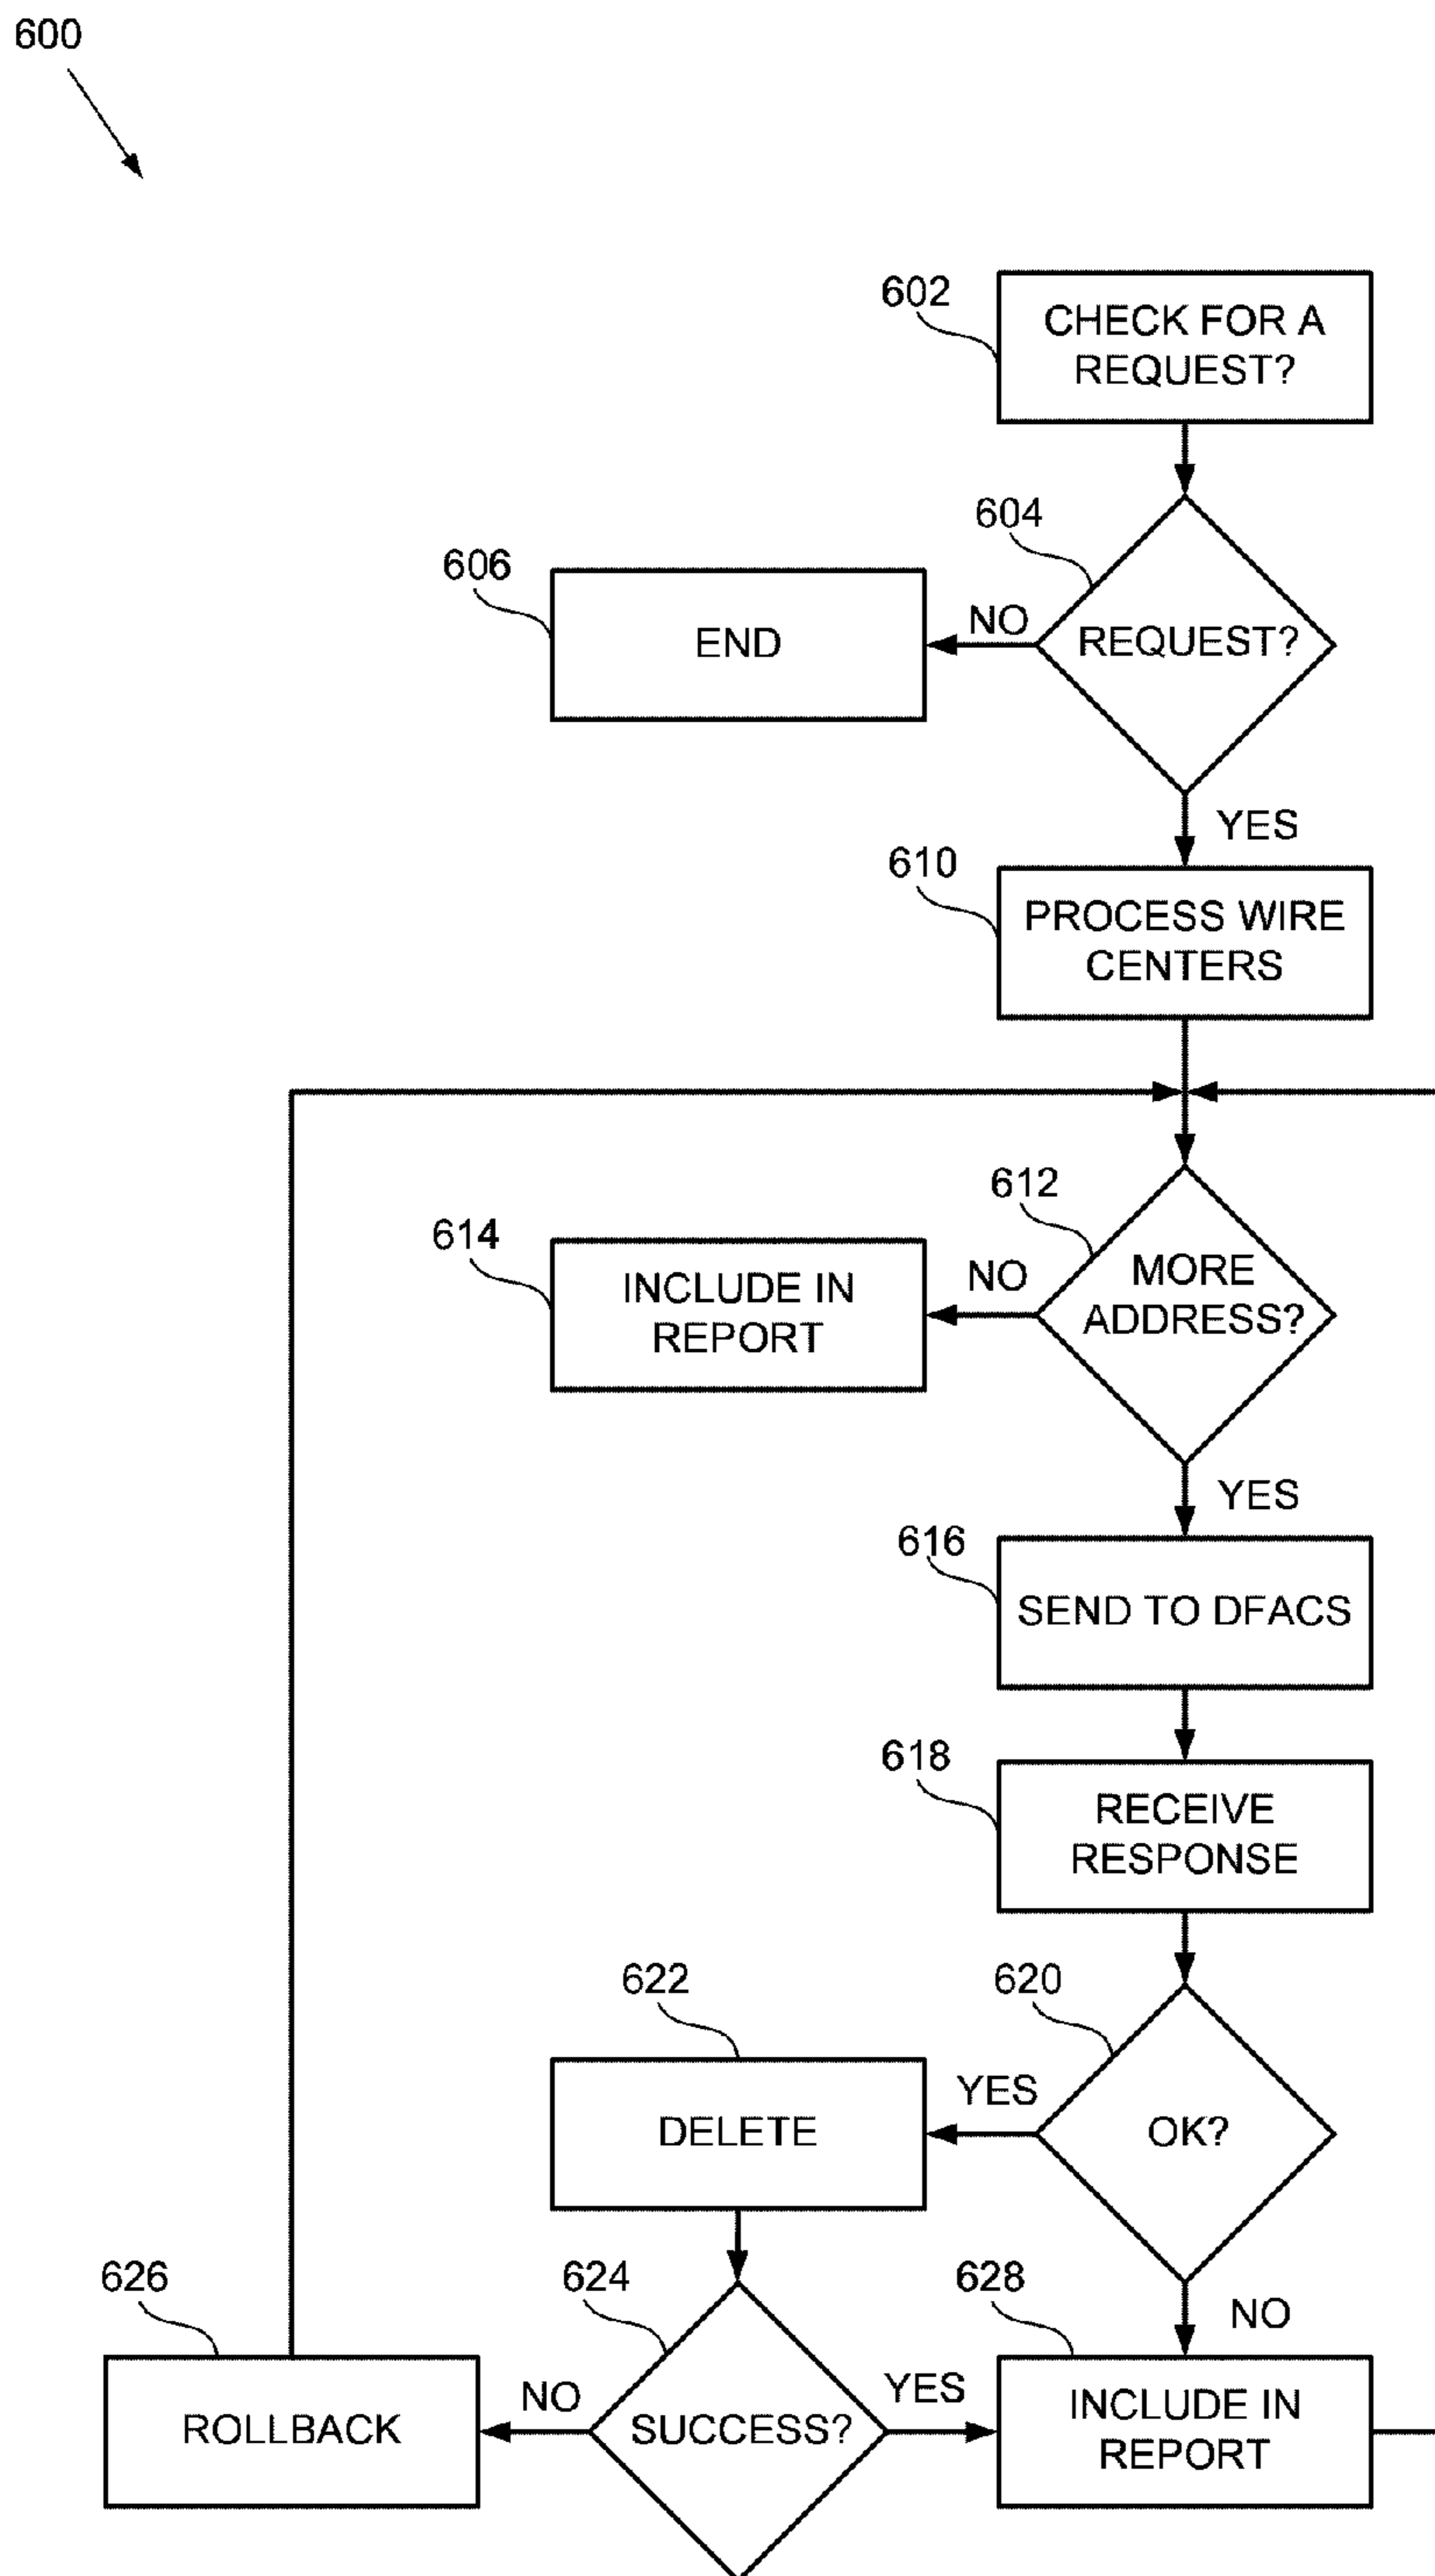 600
602
CHECK FOR A
REQUEST?
604
REQUEST?
NO
606
END
YES
610
PROCESS WIRE
CENTERS
612
MORE
ADDRESS?
NO
614
INCLUDE IN
REPORT
YES
616
SEND TO DFACS
618
RECEIVE
RESPONSE
620
OK?
YES
622
DELETE
NO
624
SUCCESS?
NO
626
ROLLBACK
YES
628
INCLUDE IN
REPORT